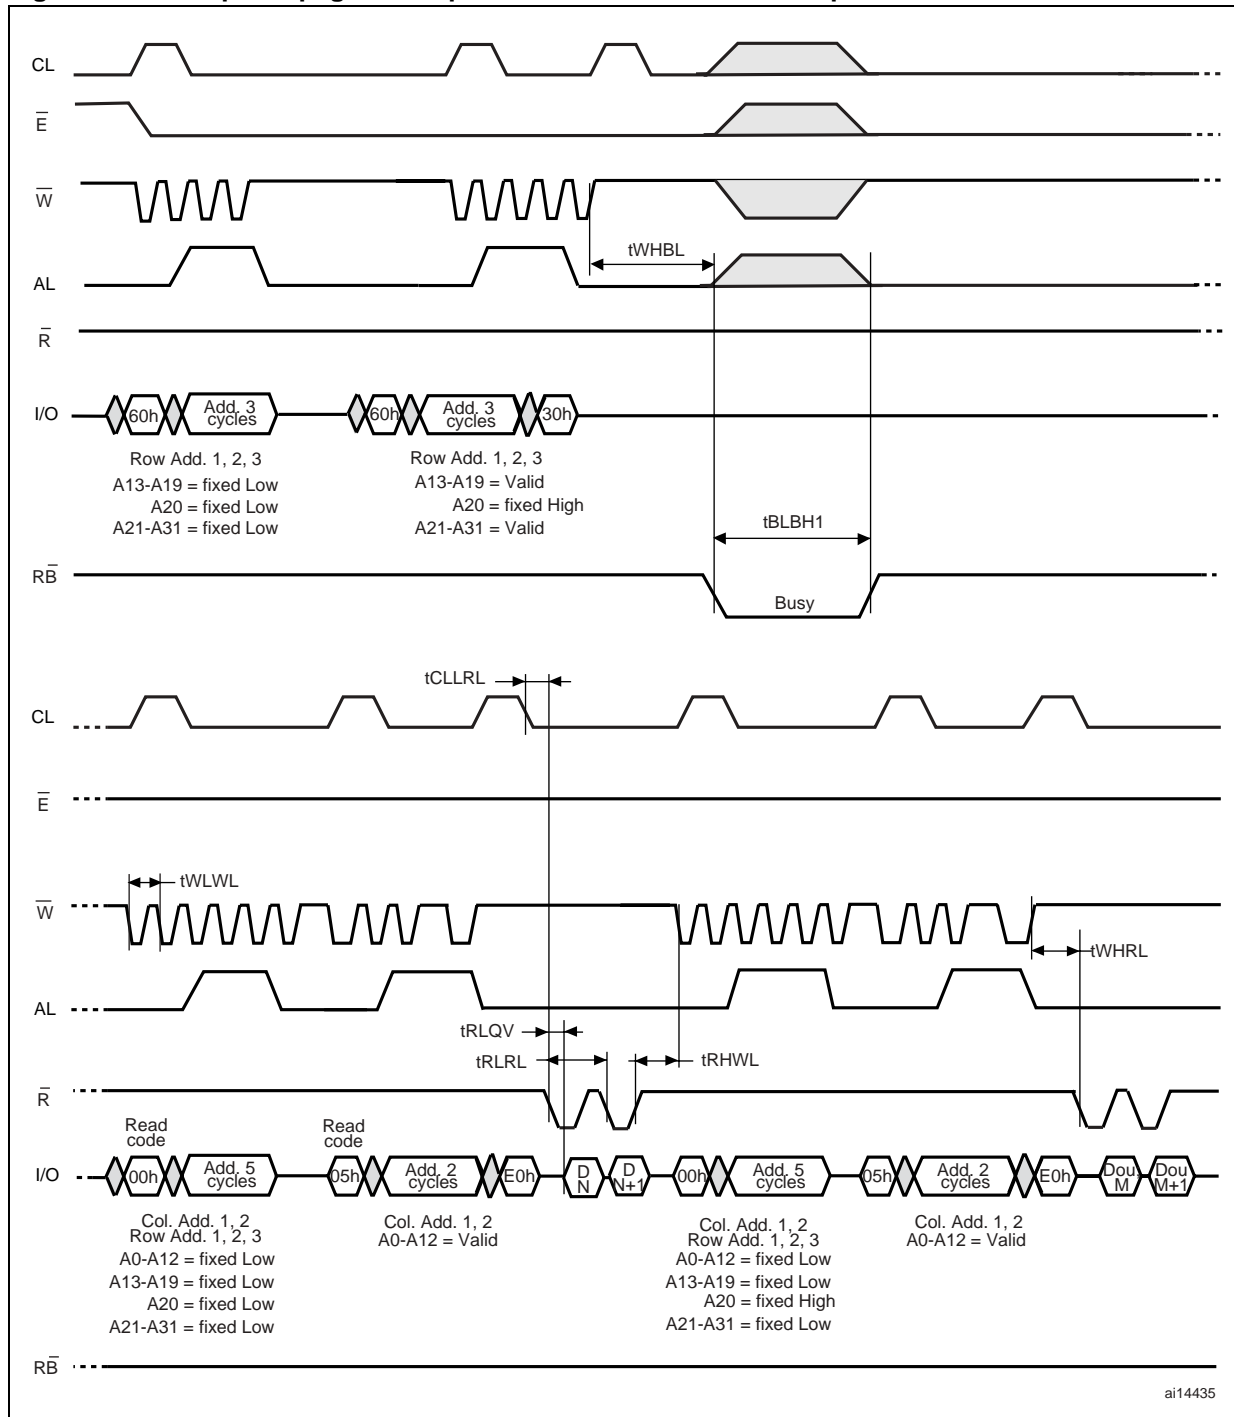 CL
E
W
tWHBL
AL
R
I/O
60h
Add. 3
cycles
60h
Add. 3
cycles
30h
Row Add. 1, 2, 3
A13-A19 = fixed Low
A20 = fixed Low
A21-A31 = fixed Low
Row Add. 1, 2, 3
A13-A19 = Valid
A20 = fixed High
A21-A31 = Valid
tBLBH1
RB
Busy
tCLLRL
CL
E
tWLWL
W
tWHRL
AL
tRLQV
tRLRL
tRHWL
R
Read
code
Read
code
I/O
00h
Add. 5
cycles
05h
Add. 2
cycles
E0h
D
N
D
N+1
00h
Add. 5
cycles
05h
Add. 2
cycles
E0h
Dou
M
Dou
M+1
Col. Add. 1, 2
Row Add. 1, 2, 3
A0-A12 = fixed Low
A13-A19 = fixed Low
A20 = fixed Low
A21-A31 = fixed Low
Col. Add. 1, 2
A0-A12 = Valid
Col. Add. 1, 2
Row Add. 1, 2, 3
A0-A12 = fixed Low
A13-A19 = fixed Low
A20 = fixed High
A21-A31 = fixed Low
Col. Add. 1, 2
A0-A12 = Valid
RB
ai14435